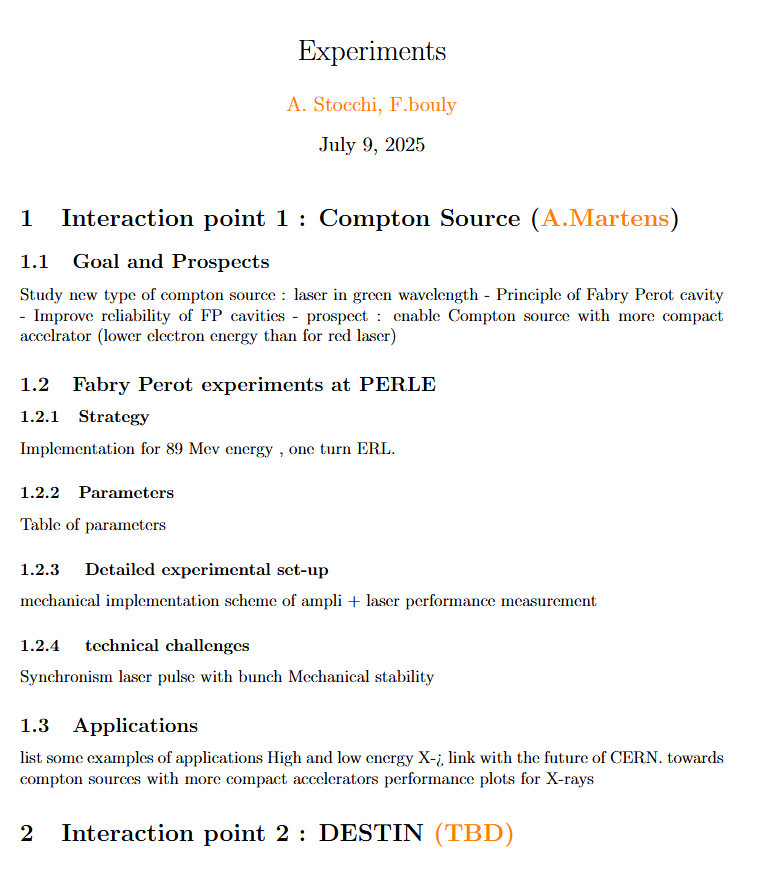 Experiments
A. Stocchi, F.bouly
July 9, 2025
1 Interaction point 1 : Compton Source (A.Martens)
1.1 Goal and Prospects
Study new type of compton source : laser in green wavelength - Principle of Fabry Perot cavity
- Improve reliability of FP cavities - prospect : enable Compton source with more compact
accelrator (lower electron energy than for red laser)
1.2 Fabry Perot experiments at PERLE
1.2.1 Strategy
Implementation for 89 Mev energy , one turn ERL.
1.2.2 Parameters
Table of parameters
1.2.3 Detailed experimental set-up
mechanical implementation scheme of ampli + laser performance measurement
1.2.4 technical challenges
Synchronism laser pulse with bunch Mechanical stability
1.3 Applications
list some examples of applications High and low energy X-¿ link with the future of CERN. towards
compton sources with more compact accelerators performance plots for X-rays
2 Interaction point 2 : DESTIN (TBD)